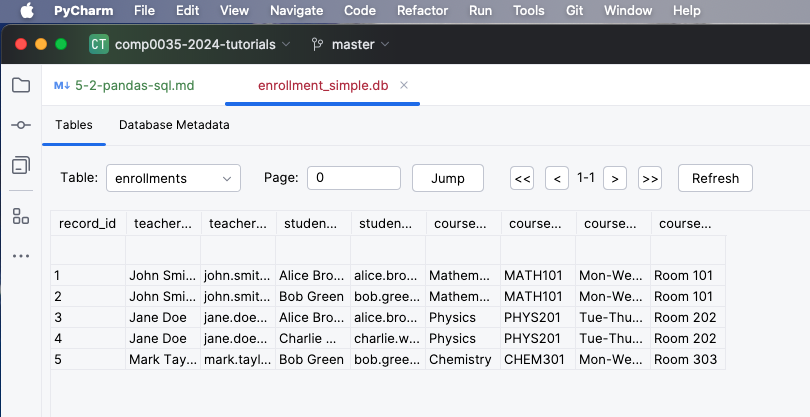 PyCharm File Edit View Navigate Code Refactor Run Tools Git Window Help
CT comp0035-2024-tutorials master
M↓ 5-2-pandas-sql.md enrollment_simple.db ×
Tables Database Metadata
Table: enrollments Page: 0 Jump << < 1-1 > >> Refresh
record_id teacher... teacher... studen... studen... course... course... course... course...
1 John Smi... john.smit... Alice Bro... alice.bro... Mathem... MATH101 Mon-We... Room 101
2 John Smi... john.smit... Bob Green bob.gree... Mathem... MATH101 Mon-We... Room 101
3 Jane Doe jane.doe... Alice Bro... alice.bro... Physics PHYS201 Tue-Thu... Room 202
4 Jane Doe jane.doe... Charlie ... charlie.w... Physics PHYS201 Tue-Thu... Room 202
5 Mark Tay... mark.tayl... Bob Green bob.gree... Chemistry CHEM301 Mon-We... Room 303